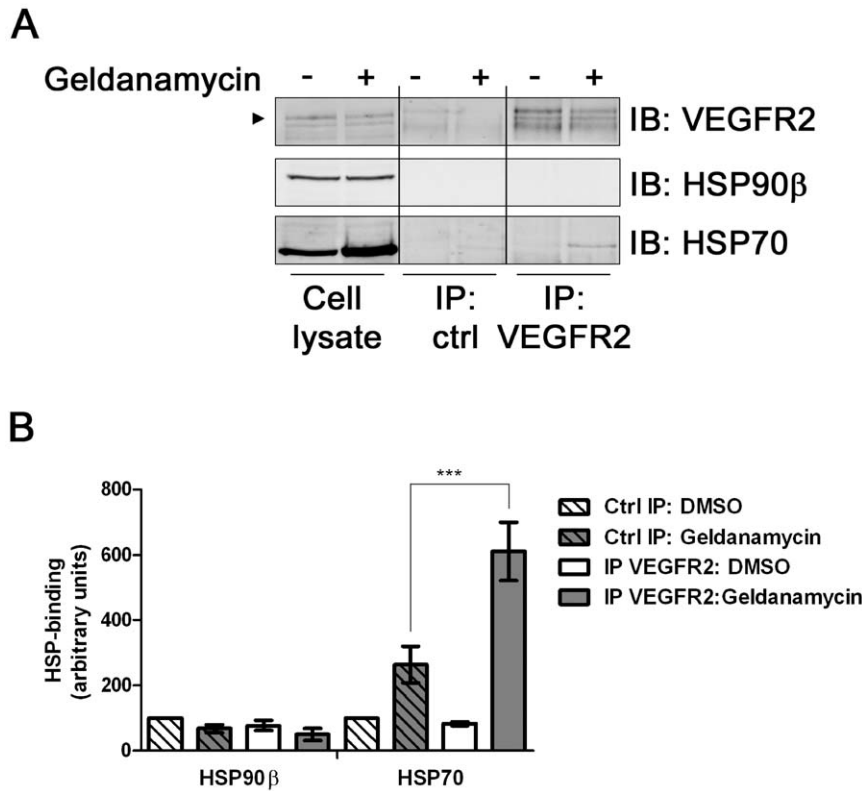 A
Geldanamycin - + - + - +
IB: VEGFR2
IB: HSP90β
IB: HSP70
Cell lysate
IP: ctrl
IP: VEGFR2
B
***
HSP-binding
(arbitrary units)
800
600
400
200
0
HSP90β
HSP70
Ctrl IP: DMSO
Ctrl IP: Geldanamycin
IP VEGFR2: DMSO
IP VEGFR2:Geldanamycin